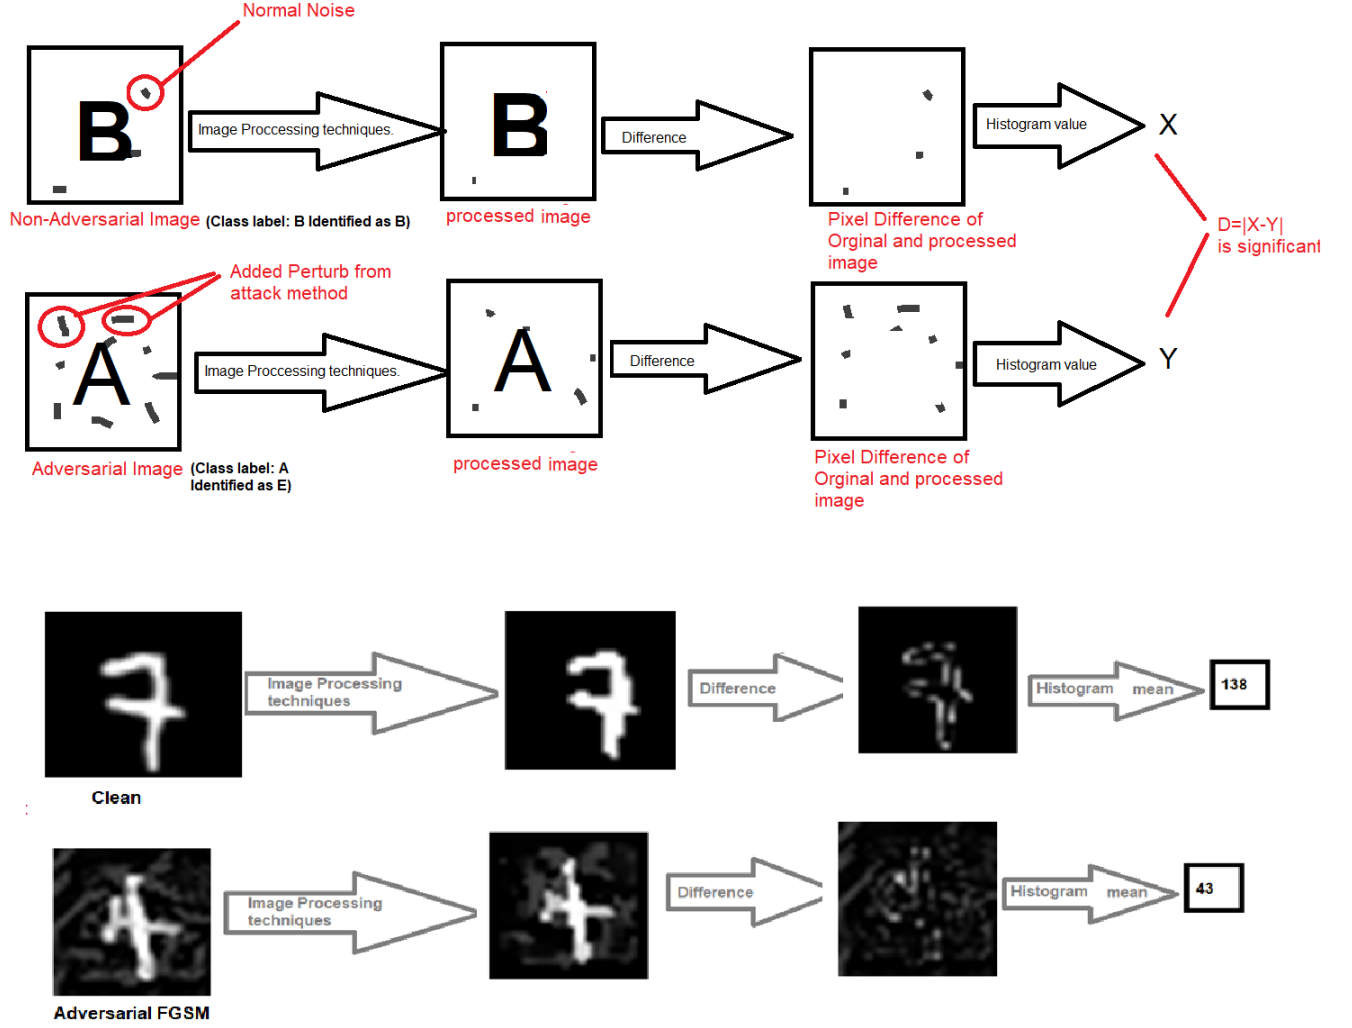 Normal Noise
B
Image Proccessing techniques.
B
Difference
Histogram value
X
Non-Adversarial Image (Class label: B Identified as B)
processed image
Pixel Difference of
Orginal and processed
image
D=|X-Y|
is significant
Added Perturb from
attack method
A
Image Proccessing techniques.
A
Difference
Histogram value
Y
Adversarial Image (Class label: A
Identified as E)
processed image
Pixel Difference of
Orginal and processed
image
Image Processing
techniques
Difference
Histogram mean
138
Clean
Image Processing
techniques
Difference
Histogram mean
43
Adversarial FGSM